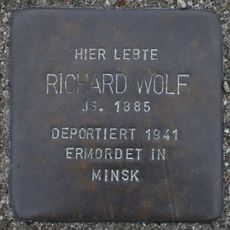 HIER LEBTE
RICHARD WOLF
JG. 1885
DEPORTIERT 1941
ERMORDET IN
MINSK